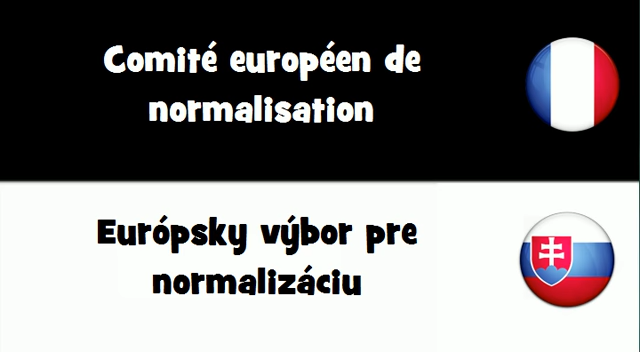 Comité européen de
normalisation
Európsky výbor pre
normalizáciu